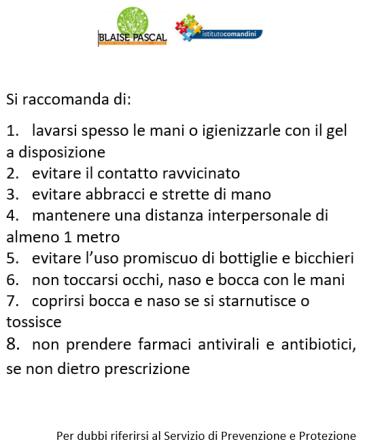 BLAISE PASCAL
istitutocomandini
Si raccomanda di:
1. lavarsi spesso le mani o igienizzarle con il gel
a disposizione
2. evitare il contatto ravvicinato
3. evitare abbracci e strette di mano
4. mantenere una distanza interpersonale di
almeno 1 metro
5. evitare l’uso promiscuo di bottiglie e bicchieri
6. non toccarsi occhi, naso e bocca con le mani
7. coprirsi bocca e naso se si starnutisce o
tossisce
8. non prendere farmaci antivirali e antibiotici,
se non dietro prescrizione
Per dubbi riferirsi al Servizio di Prevenzione e Protezione